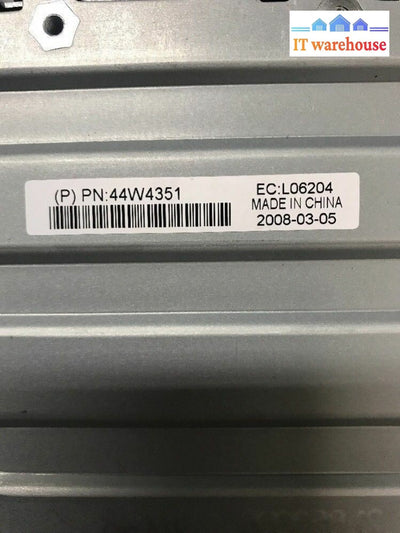 IT warehouse
(P) PN:44W4351
EC:L06204
MADE IN CHINA
2008-03-05